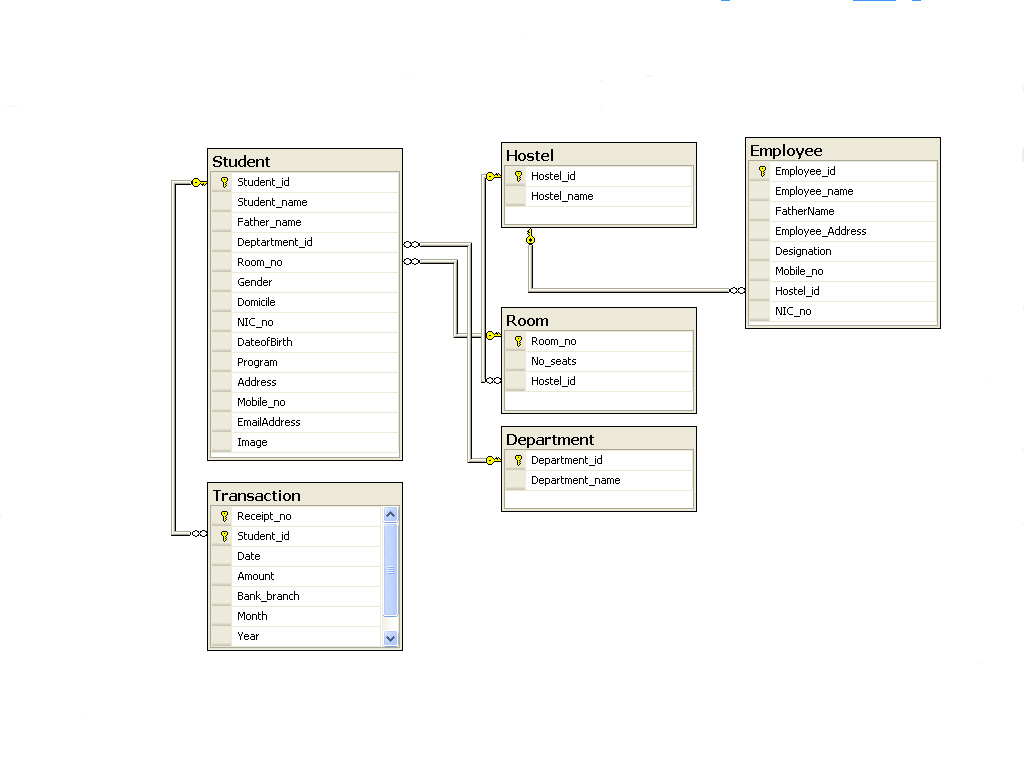 Student
Student_id
Student_name
Father_name
Deptartment_id
Room_no
Gender
Domicile
NIC_no
DateofBirth
Program
Address
Mobile_no
EmailAddress
Image
Transaction
Receipt_no
Student_id
Date
Amount
Bank_branch
Month
Year
Hostel
Hostel_id
Hostel_name
Room
Room_no
No_seats
Hostel_id
Department
Department_id
Department_name
Employee
Employee_id
Employee_name
FatherName
Employee_Address
Designation
Mobile_no
Hostel_id
NIC_no